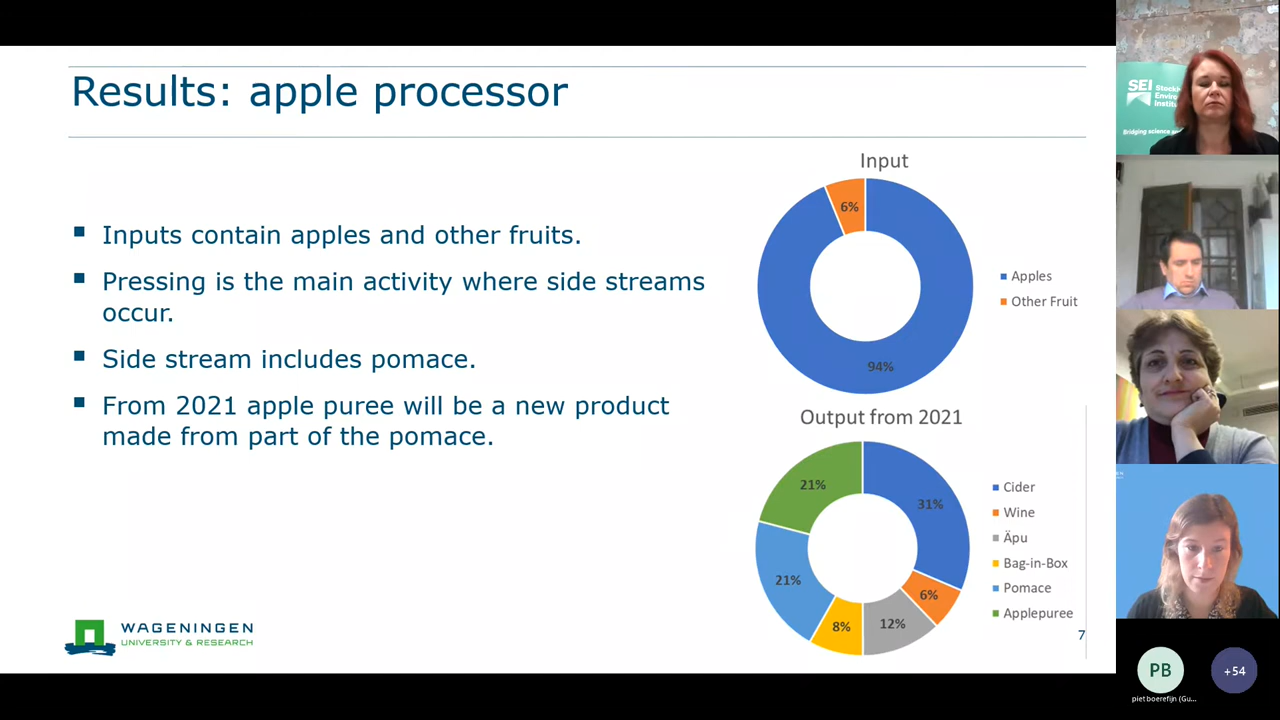 Results: apple processor
Inputs contain apples and other fruits.
Pressing is the main activity where side streams
occur.
Side stream includes pomace.
From 2021 apple puree will be a new product
made from part of the pomace.
Input
6%
94%
Apples
Other Fruit
Output from 2021
21%
31%
21%
6%
8%
12%
Cider
Wine
Äpu
Bag-in-Box
Pomace
Applepuree
7
WAGENINGEN
UNIVERSITY & RESEARCH
SEI
Bridging science
PB
+54
piet boerefijn (Gu...